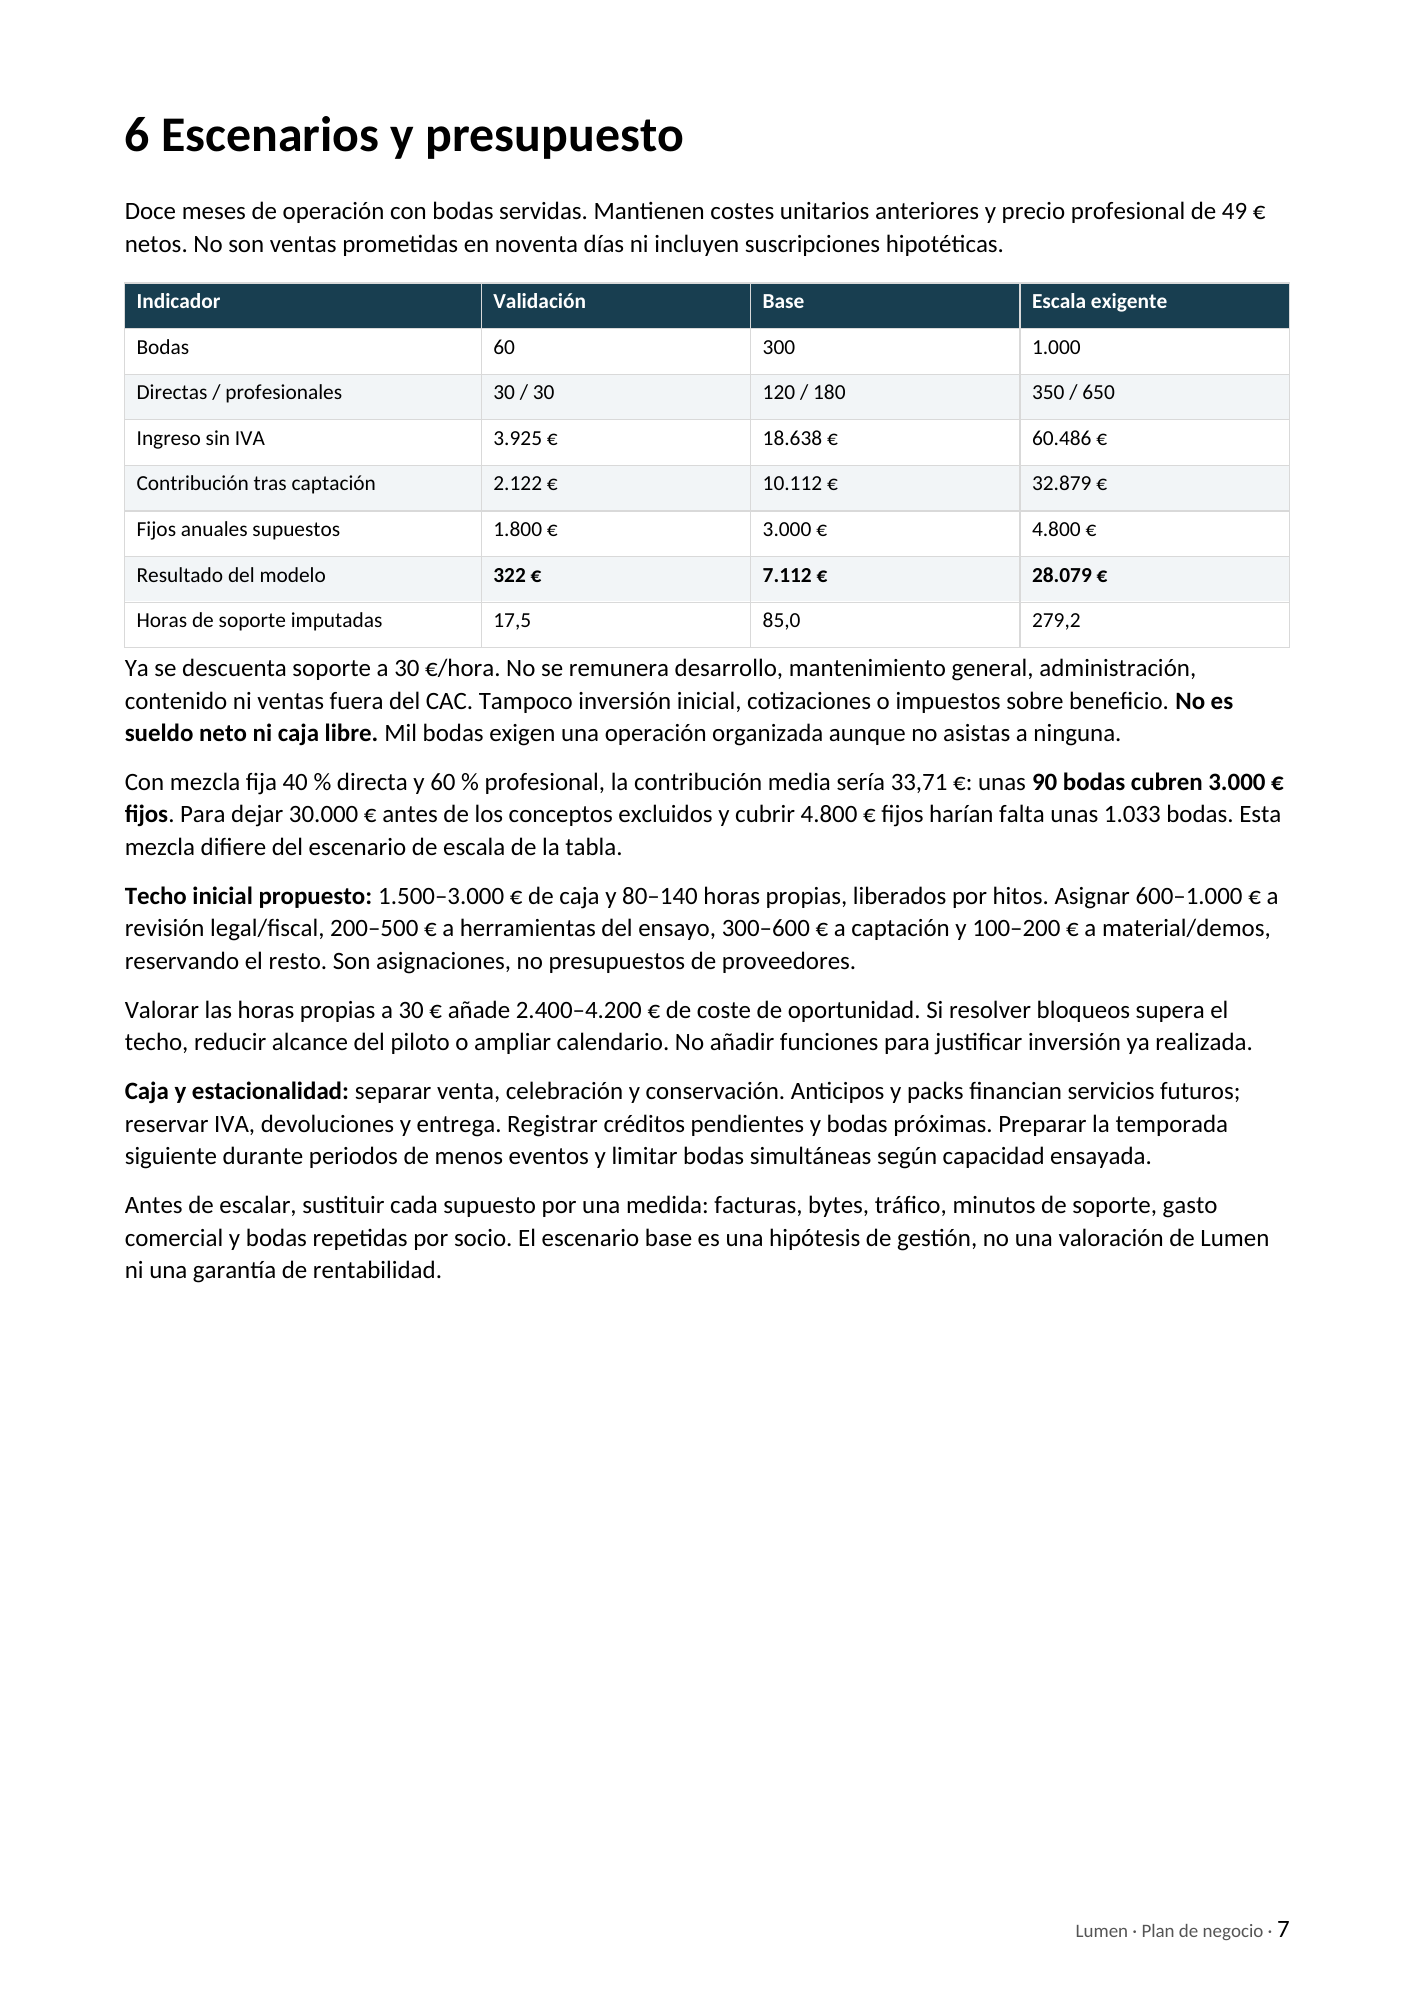 6 Escenarios y presupuesto
Doce meses de operación con bodas servidas. Mantienen costes unitarios anteriores y precio profesional de 49 €
netos. No son ventas prometidas en noventa días ni incluyen suscripciones hipotéticas.
Indicador Validación Base Escala exigente
Bodas 60 300 1.000
Directas / profesionales 30 / 30 120 / 180 350 / 650
Ingreso sin IVA 3.925 € 18.638 € 60.486 €
Contribución tras captación 2.122 € 10.112 € 32.879 €
Fijos anuales supuestos 1.800 € 3.000 € 4.800 €
Resultado del modelo 322 € 7.112 € 28.079 €
Horas de soporte imputadas 17,5 85,0 279,2
Ya se descuenta soporte a 30 €/hora. No se remunera desarrollo, mantenimiento general, administración,
contenido ni ventas fuera del CAC. Tampoco inversión inicial, cotizaciones o impuestos sobre beneficio. No es
sueldo neto ni caja libre. Mil bodas exigen una operación organizada aunque no asistas a ninguna.
Con mezcla fija 40 % directa y 60 % profesional, la contribución media sería 33,71 €: unas 90 bodas cubren 3.000 €
fijos. Para dejar 30.000 € antes de los conceptos excluidos y cubrir 4.800 € fijos harían falta unas 1.033 bodas. Esta
mezcla difiere del escenario de escala de la tabla.
Techo inicial propuesto: 1.500–3.000 € de caja y 80–140 horas propias, liberados por hitos. Asignar 600–1.000 € a
revisión legal/fiscal, 200–500 € a herramientas del ensayo, 300–600 € a captación y 100–200 € a material/demos,
reservando el resto. Son asignaciones, no presupuestos de proveedores.
Valorar las horas propias a 30 € añade 2.400–4.200 € de coste de oportunidad. Si resolver bloqueos supera el
techo, reducir alcance del piloto o ampliar calendario. No añadir funciones para justificar inversión ya realizada.
Caja y estacionalidad: separar venta, celebración y conservación. Anticipos y packs financian servicios futuros;
reservar IVA, devoluciones y entrega. Registrar créditos pendientes y bodas próximas. Preparar la temporada
siguiente durante periodos de menos eventos y limitar bodas simultáneas según capacidad ensayada.
Antes de escalar, sustituir cada supuesto por una medida: facturas, bytes, tráfico, minutos de soporte, gasto
comercial y bodas repetidas por socio. El escenario base es una hipótesis de gestión, no una valoración de Lumen
ni una garantía de rentabilidad.
Lumen · Plan de negocio · 7